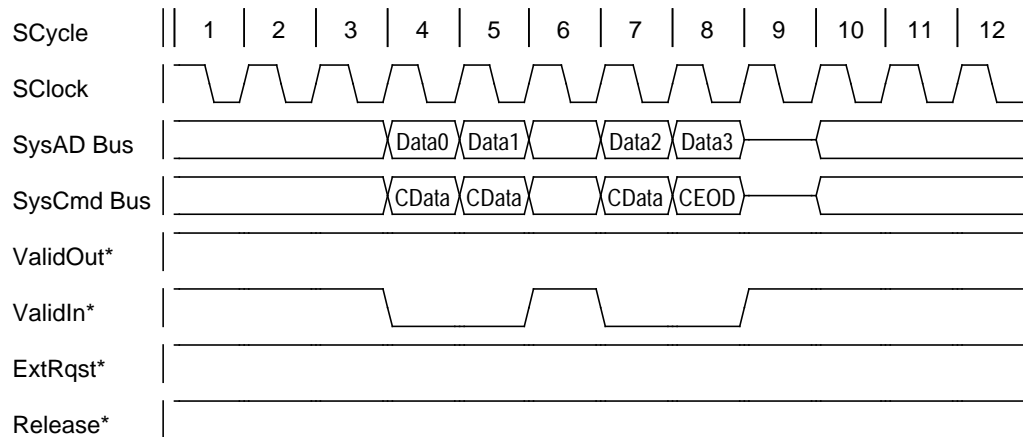 SCycle 1 2 3 4 5 6 7 8 9 10 11 12
SClock
SysAD Bus Data0 Data1 Data2 Data3
SysCmd Bus CData CData CData CEOD
ValidOut*
ValidIn*
ExtRqst*
Release*